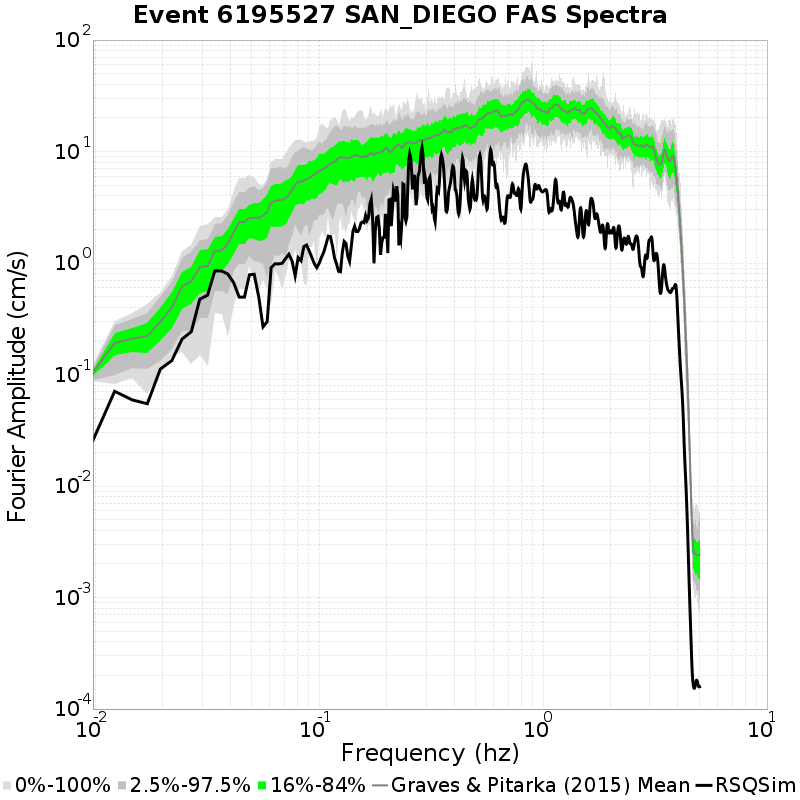 Event 6195527 SAN_DIEGO FAS Spectra
Fourier Amplitude (cm/s)
10^2
10^1
10^0
10^-1
10^-2
10^-3
10^-4
10^-2 10^-1 10^0 10^1
Frequency (hz)
0%-100% 2.5%-97.5% 16%-84% Graves & Pitarka (2015) Mean RSQSim